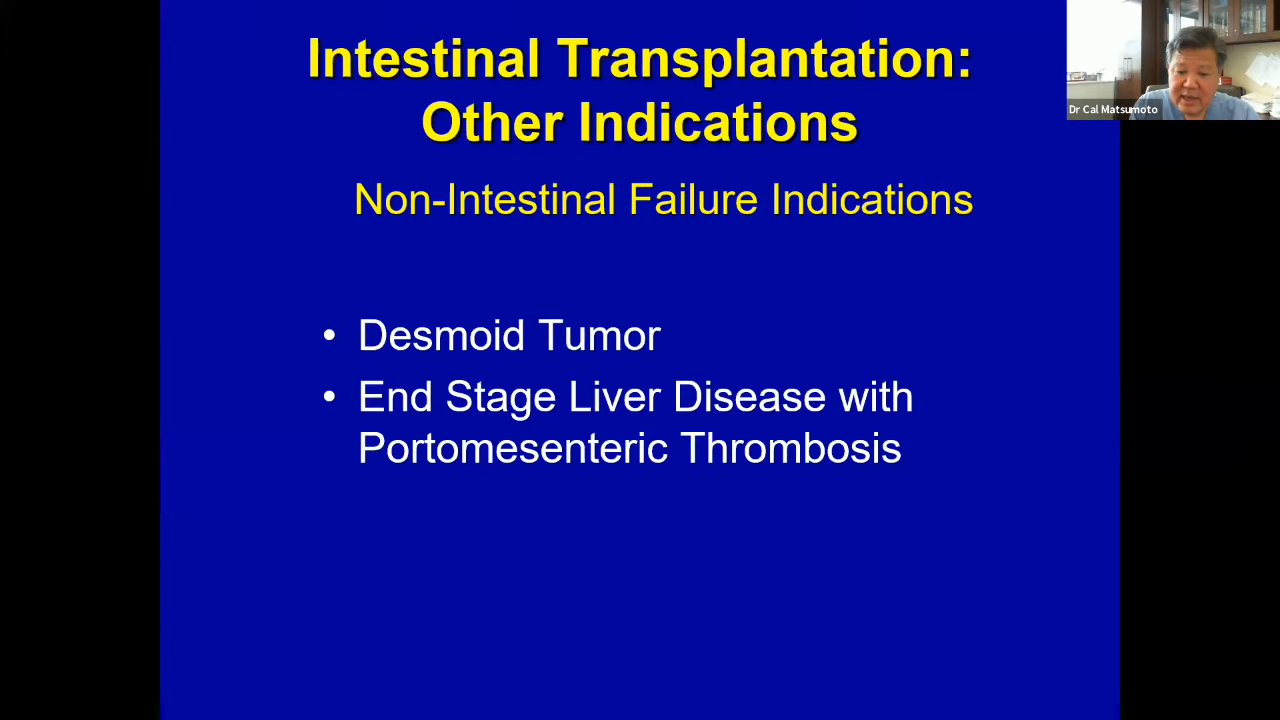 Intestinal Transplantation:
Other Indications
Non-Intestinal Failure Indications
• Desmoid Tumor
• End Stage Liver Disease with
Portomesenteric Thrombosis
Dr Cal Matsumoto